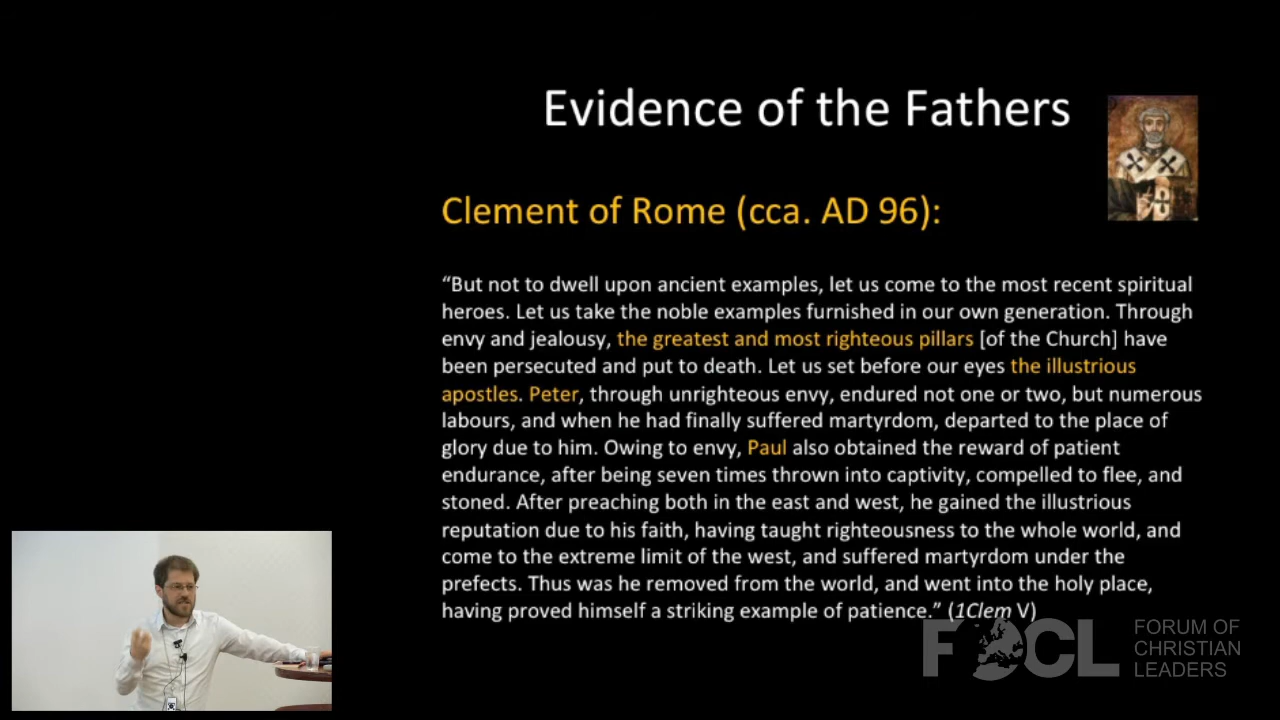 Evidence of the Fathers
Clement of Rome (cca. AD 96):
“But not to dwell upon ancient examples, let us come to the most recent spiritual
heroes. Let us take the noble examples furnished in our own generation. Through
envy and jealousy, the greatest and most righteous pillars [of the Church] have
been persecuted and put to death. Let us set before our eyes the illustrious
apostles. Peter, through unrighteous envy, endured not one or two, but numerous
labours, and when he had finally suffered martyrdom, departed to the place of
glory due to him. Owing to envy, Paul also obtained the reward of patient
endurance, after being seven times thrown into captivity, compelled to flee, and
stoned. After preaching both in the east and west, he gained the illustrious
reputation due to his faith, having taught righteousness to the whole world, and
come to the extreme limit of the west, and suffered martyrdom under the
prefects. Thus was he removed from the world, and went into the holy place,
having proved himself a striking example of patience.” (1Clem V)
FOCL
FORUM OF
CHRISTIAN
LEADERS